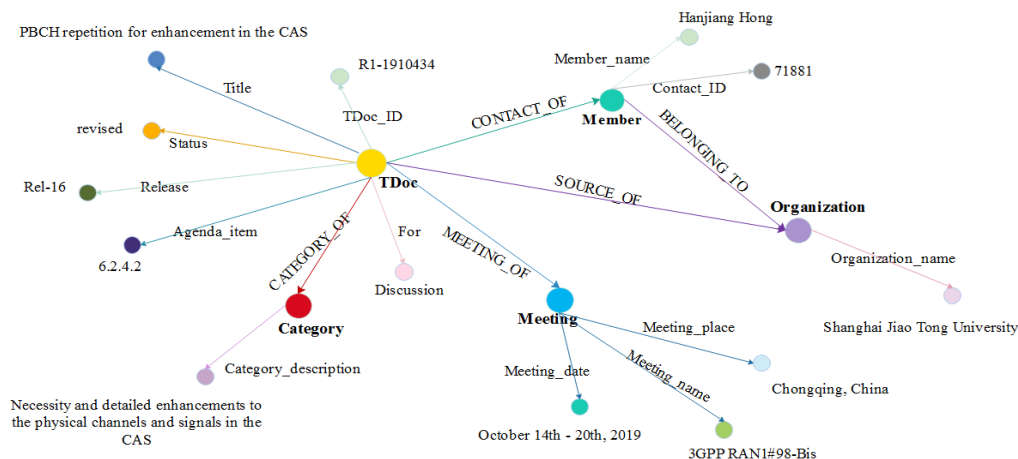 Hanjiang Hong
PBCH repetition for enhancement in the CAS
Member_name
R1-1910434
71881
Title
Contact_ID
TDoc_ID
CONTACT_OF
Member
revised
Status
BELONGING_TO
TDoc
SOURCE_OF
Rel-16
Release
Organization
Agenda_item
For
CATEGORY_OF
MEETING_OF
6.2.4.2
Organization_name
Discussion
Meeting
Category
Meeting_place
Shanghai Jiao Tong University
Category_description
Meeting_date
Meeting_name
Chongqing, China
Necessity and detailed enhancements to
the physical channels and signals in the
CAS
October 14th - 20th, 2019
3GPP RAN1#98-Bis